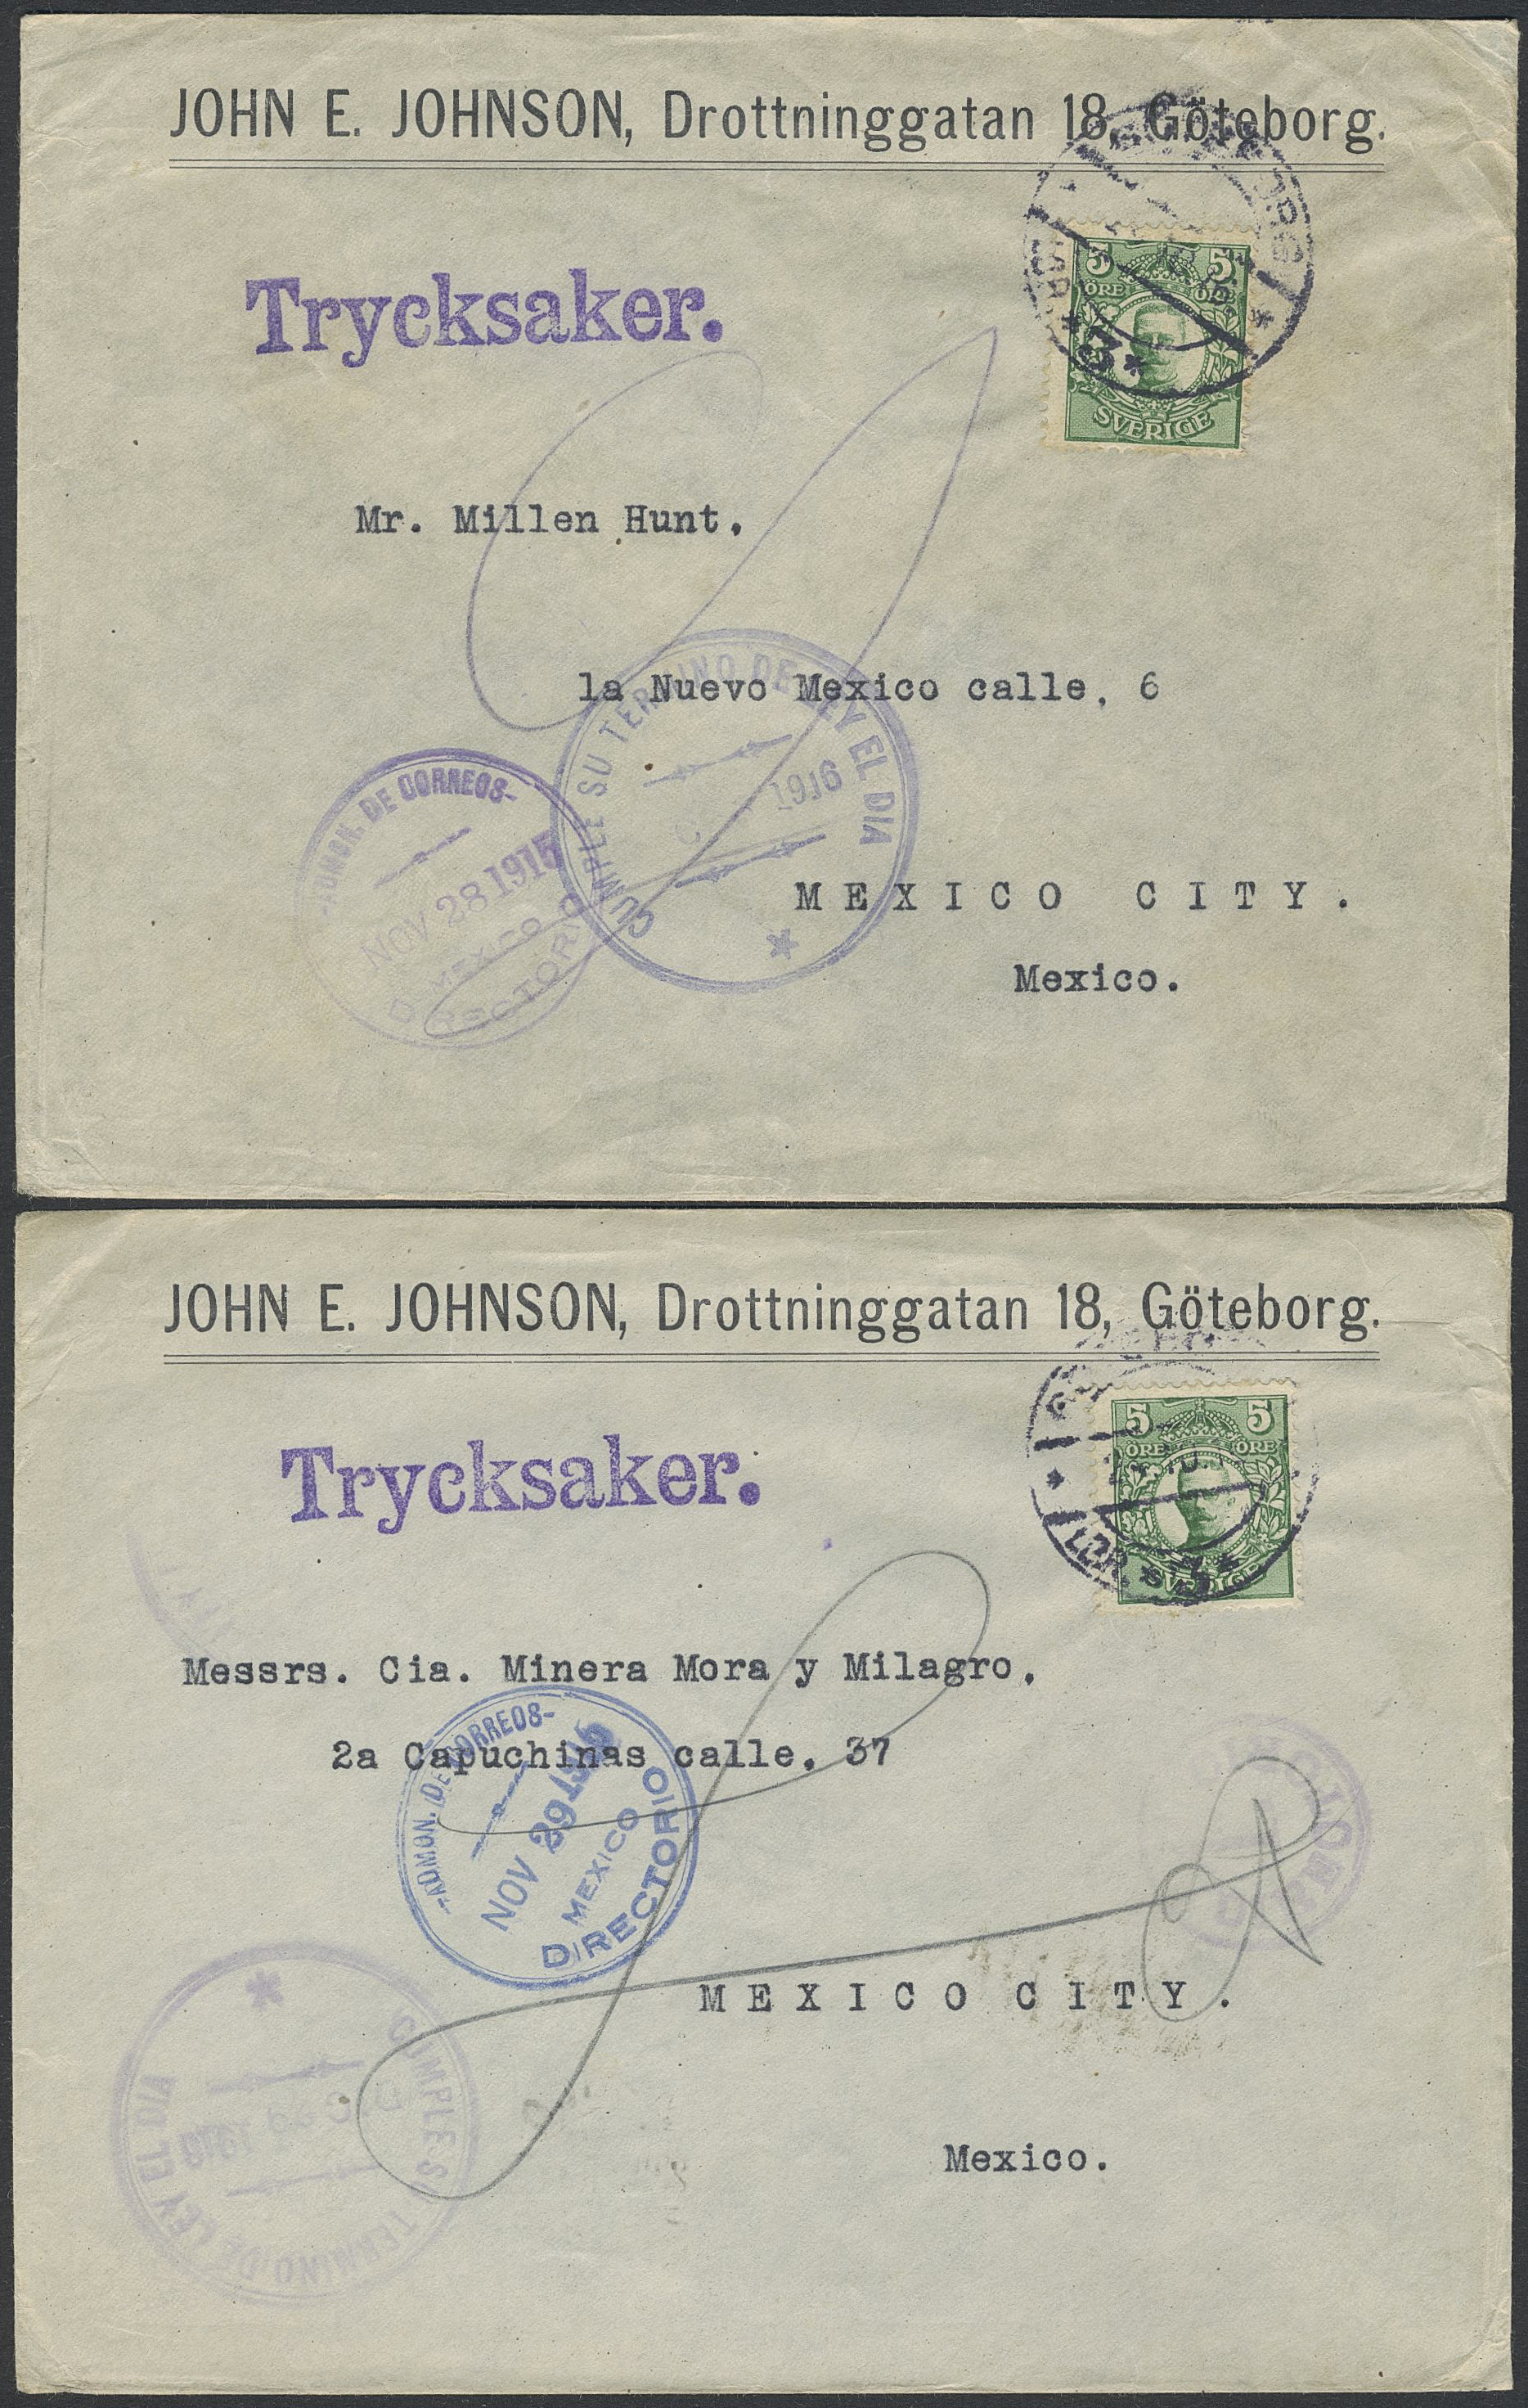 JOHN E. JOHNSON, Drottninggatan 18, Göteborg.
5 5
ÖRE ÖRE
SVERIGE
Trycksaker.
Mr. Millen Hunt.
1a Nuevo Mexico calle, 6
CUMPLE SU TERMINO DE LEY EL DIA
1916
-ADMON. DE CORREOS-
NOV 28 1915
MEXICO
DIRECTORIO
MEXICO CITY.
Mexico.
JOHN E. JOHNSON, Drottninggatan 18, Göteborg.
5 5
ÖRE ÖRE
SVERIGE
Trycksaker.
Messrs. Cia. Minera Mora y Milagro,
2a Capuchinas calle, 37
-ADMON. DE CORREOS-
NOV 29 1915
MEXICO
DIRECTORIO
MEXICO CITY.
CUMPLE SU TERMINO DE LEY EL DIA
1916
Mexico.